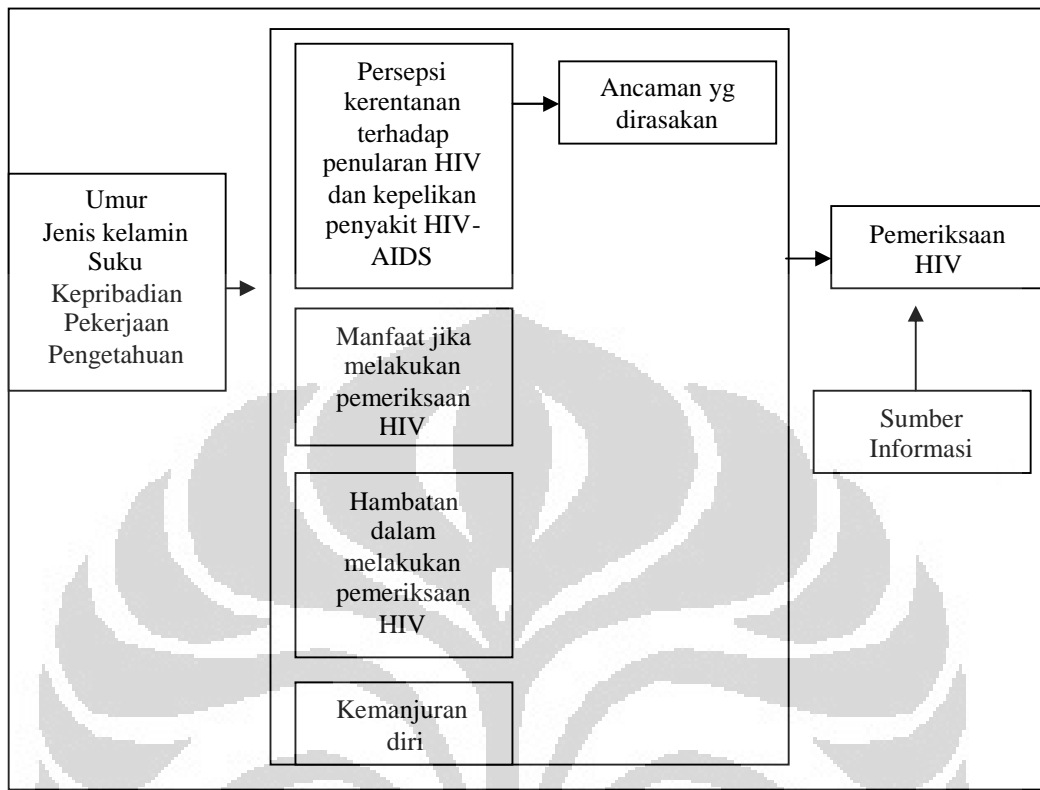 Umur
Jenis kelamin
Suku
Kepribadian
Pekerjaan
Pengetahuan
Persepsi
kerentanan
terhadap
penularan HIV
dan kepelikan
penyakit HIV-
AIDS
Ancaman yg
dirasakan
Manfaat jika
melakukan
pemeriksaan
HIV
Hambatan
dalam
melakukan
pemeriksaan
HIV
Kemanjuran
diri
Pemeriksaan
HIV
Sumber
Informasi